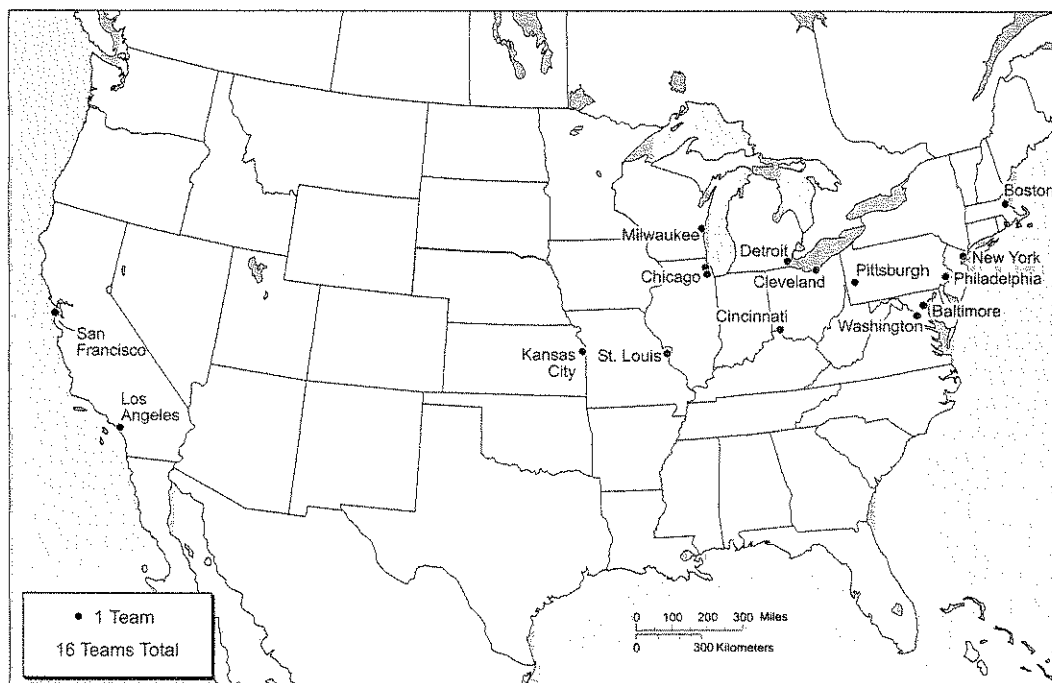 Boston
Milwaukee
Detroit
New York
Chicago
Cleveland
Pittsburgh
Philadelphia
San
Francisco
Cincinnati
Baltimore
Washington
Kansas
City
St. Louis
Los
Angeles
• 1 Team
16 Teams Total
0 100 200 300 Miles
0 300 Kilometers